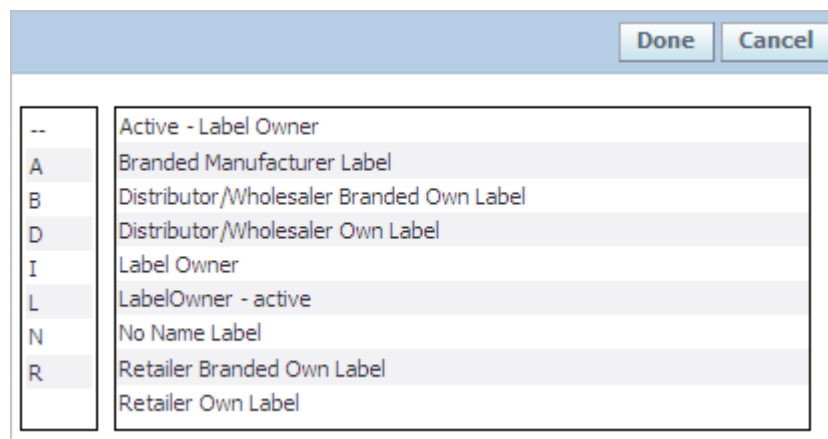 Done Cancel
-- Active - Label Owner
A Branded Manufacturer Label
B Distributor/Wholesaler Branded Own Label
D Distributor/Wholesaler Own Label
I Label Owner
L LabelOwner - active
N No Name Label
R Retailer Branded Own Label
Retailer Own Label